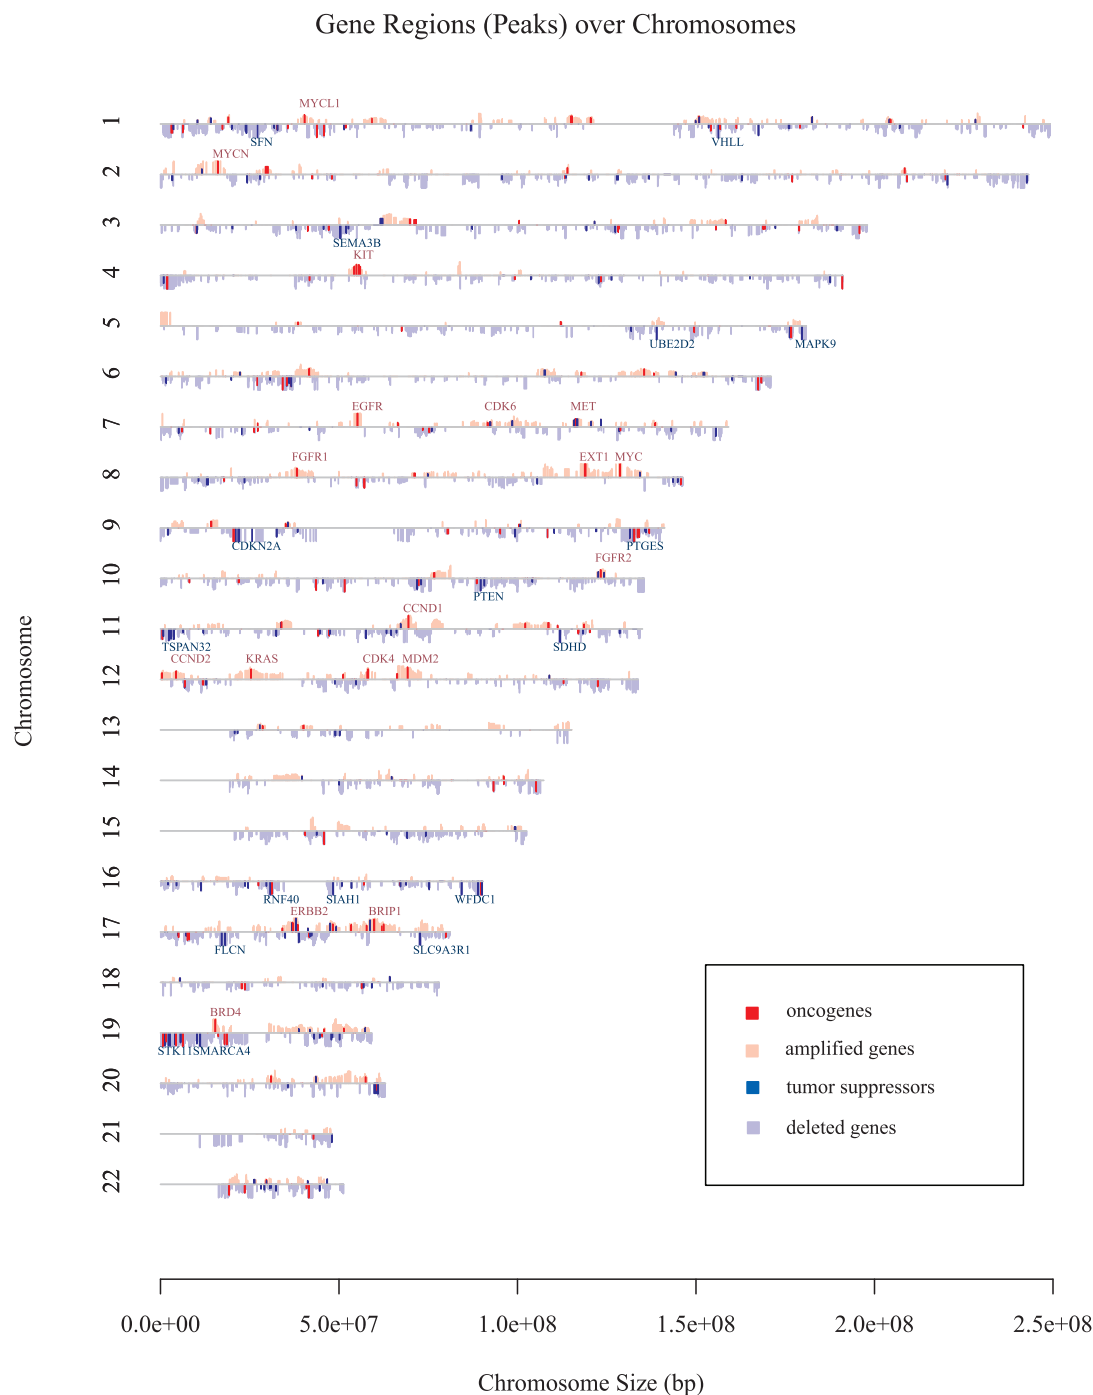 Gene Regions (Peaks) over Chromosomes
MYCL1
1
SFN VHLL
MYCN
2
3
SEMA3B
KIT
4
5
UBE2D2 MAPK9
6
EGFR CDK6 MET
7
FGFR1 EXT1 MYC
8
9
CDKN2A PTGES
FGFR2
10
PTEN
CCND1
11
TSPAN32 SDHD
CCND2 KRAS CDK4 MDM2
12
13
14
15
16
RNF40 SIAH1 WFDC1
ERBB2 BRIP1
17
FLCN SLC9A3R1
18
BRD4
19
STK11 SMARCA4
20
21
22
Chromosome
oncogenes
amplified genes
tumor suppressors
deleted genes
0.0e+00 5.0e+07 1.0e+08 1.5e+08 2.0e+08 2.5e+08
Chromosome Size (bp)